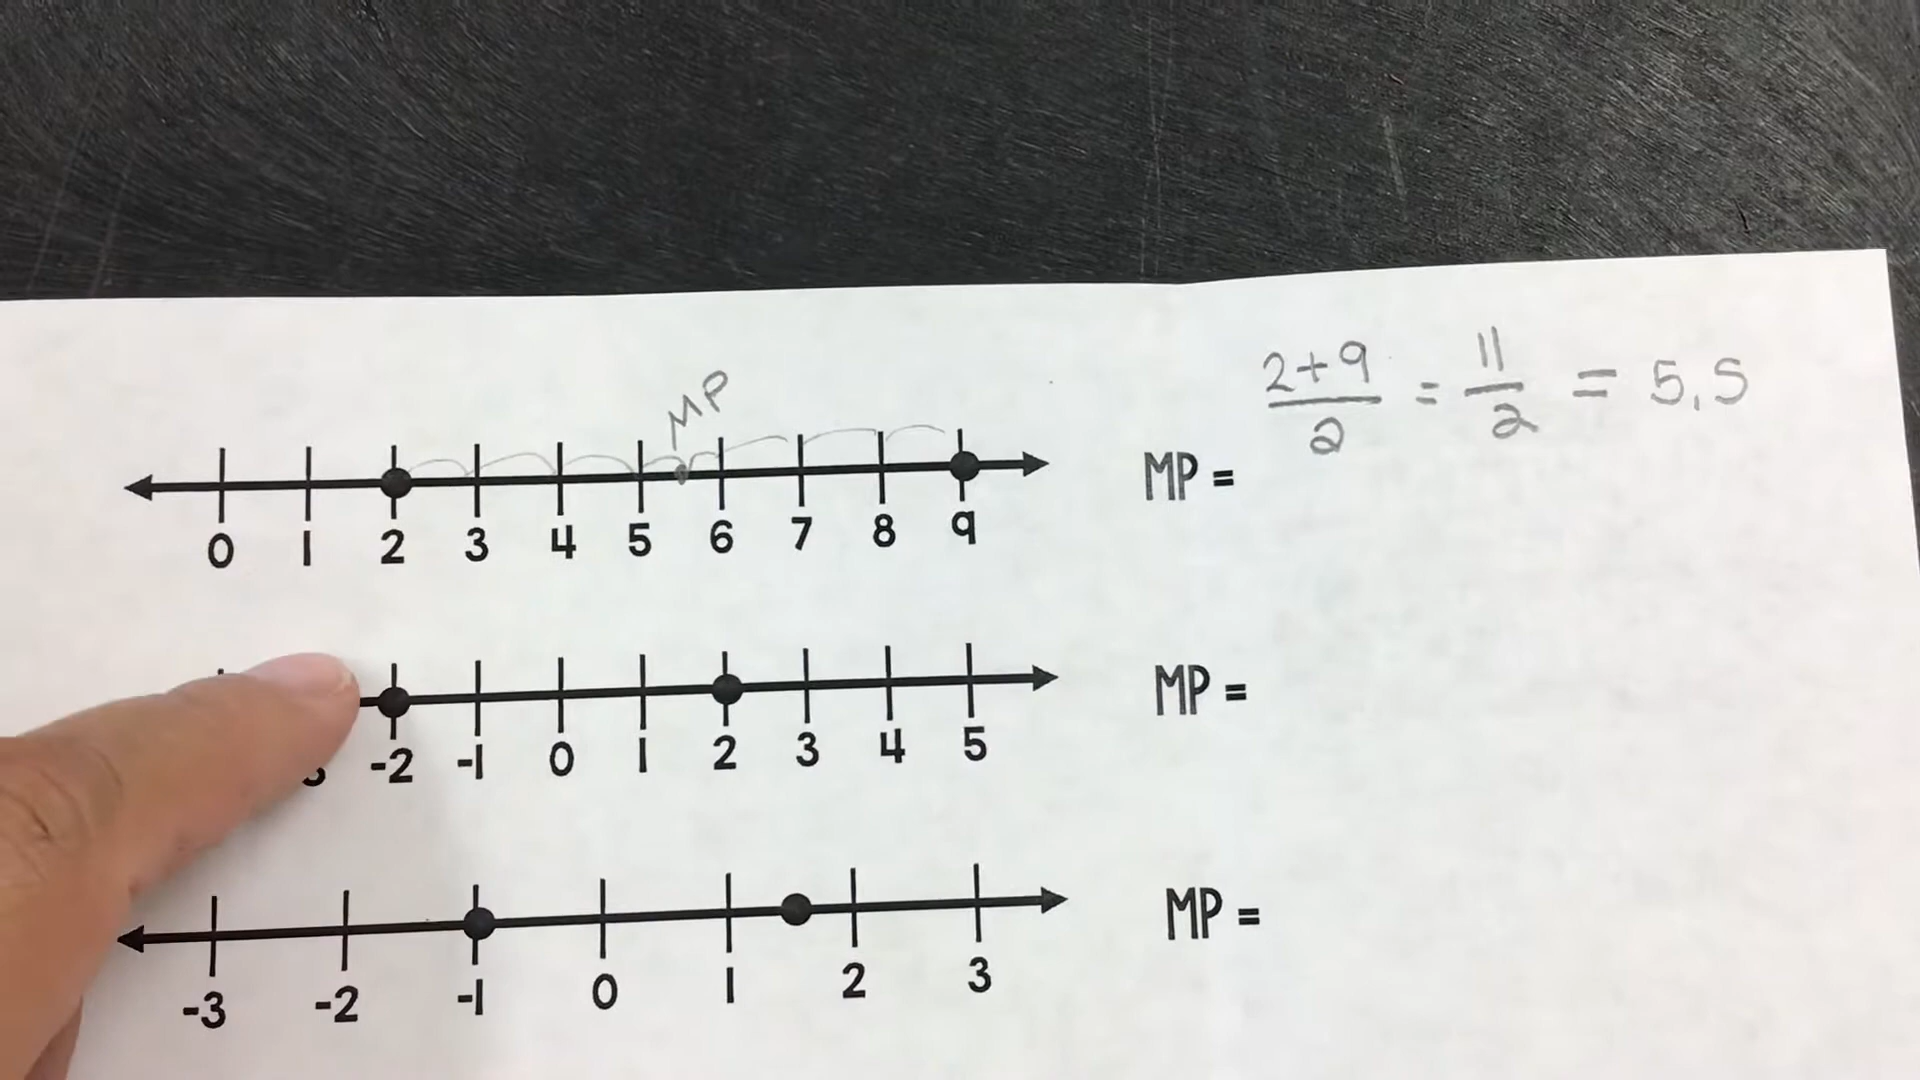 MP
2+9 / 2 = 11 / 2 = 5.5
MP =
0 1 2 3 4 5 6 7 8 9
MP =
-2 -1 0 1 2 3 4 5
MP =
-3 -2 -1 0 1 2 3